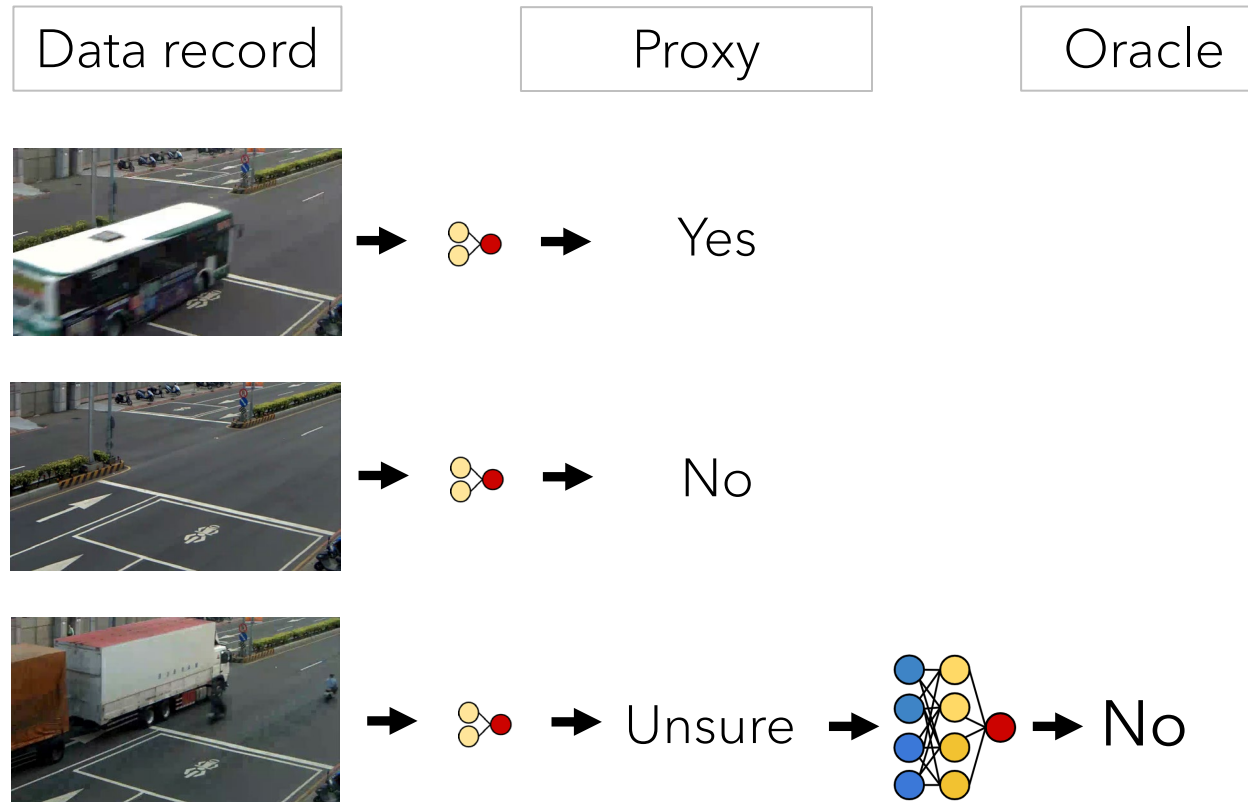 Data record
Proxy
Oracle
Yes
No
Unsure
No